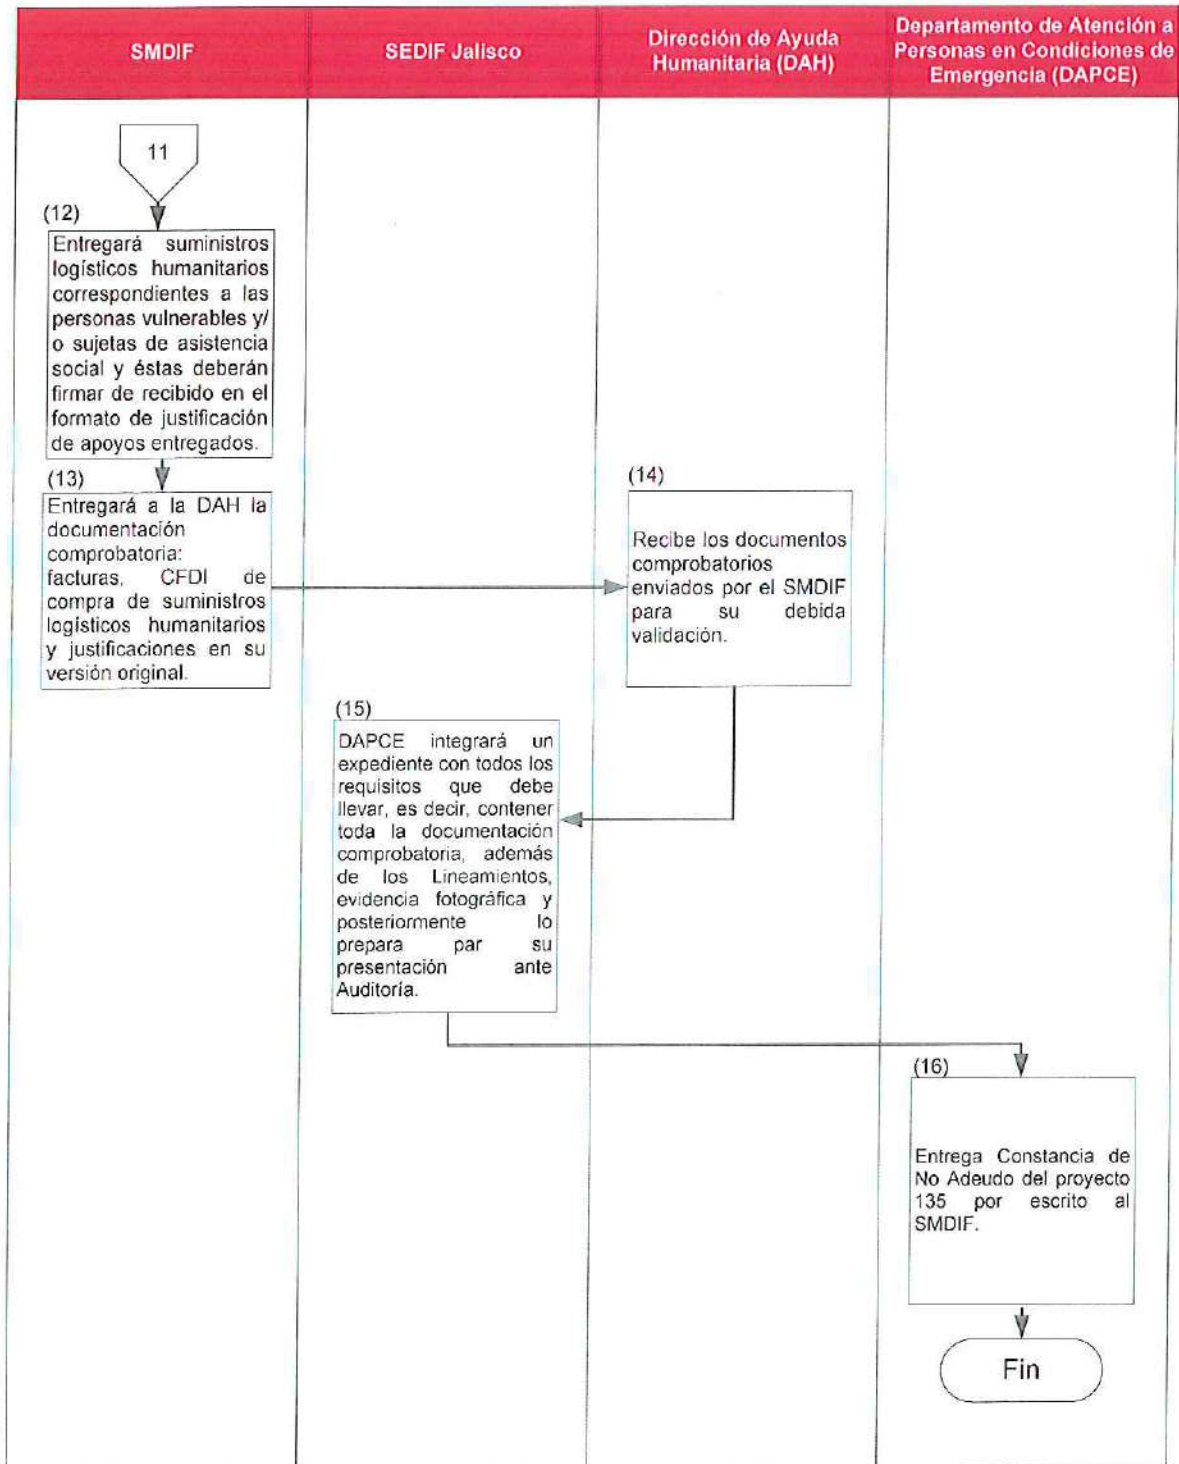 SMDIF
SEDIF Jalisco
Dirección de Ayuda
Humanitaria (DAH)
Departamento de Atención a
Personas en Condiciones de
Emergencia (DAPCE)
11
(12)
Entregará suministros
logísticos humanitarios
correspondientes a las
personas vulnerables y/
o sujetas de asistencia
social y éstas deberán
firmar de recibido en el
formato de justificación
de apoyos entregados.
(13)
Entregará a la DAH la
documentación
comprobatoria:
facturas, CFDI de
compra de suministros
logísticos humanitarios
y justificaciones en su
versión original.
(14)
Recibe los documentos
comprobatorios
enviados por el SMDIF
para su debida
validación.
(15)
DAPCE integrará un
expediente con todos los
requisitos que debe
llevar, es decir, contener
toda la documentación
comprobatoria, además
de los Lineamientos,
evidencia fotográfica y
posteriormente lo
prepara par su
presentación ante
Auditoría.
(16)
Entrega Constancia de
No Adeudo del proyecto
135 por escrito al
SMDIF.
Fin